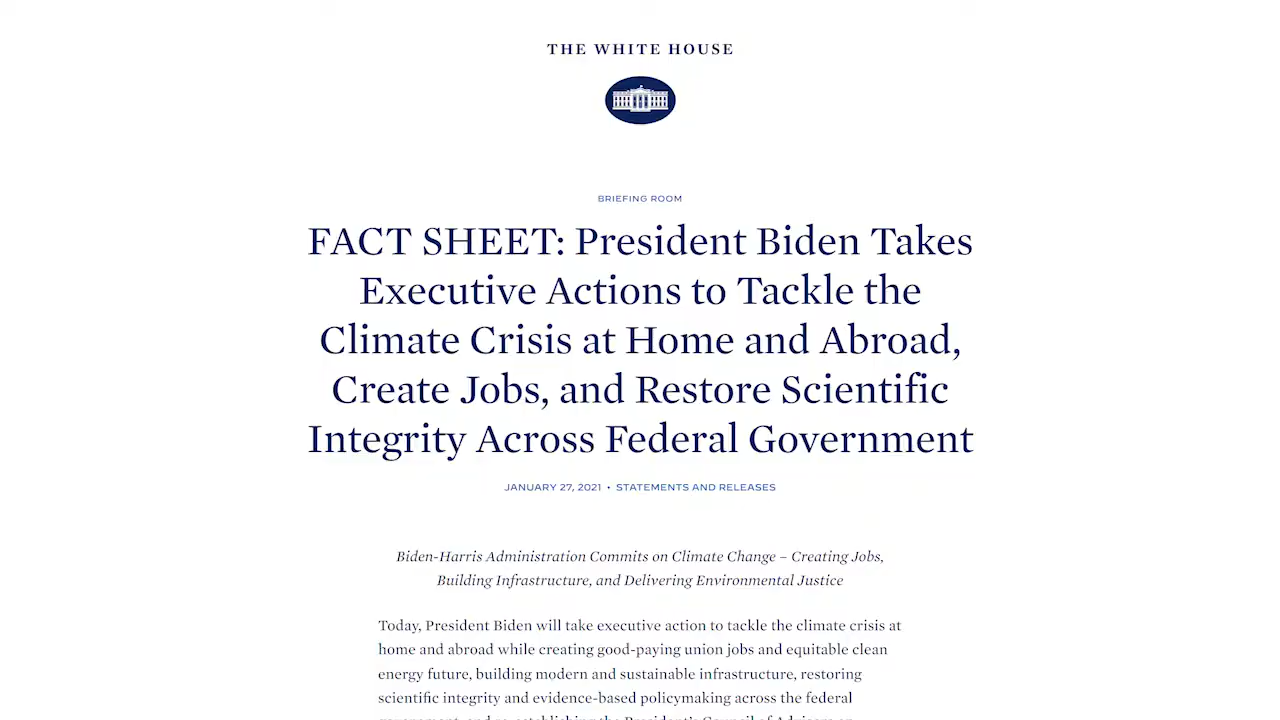 THE WHITE HOUSE
BRIEFING ROOM
FACT SHEET: President Biden Takes
Executive Actions to Tackle the
Climate Crisis at Home and Abroad,
Create Jobs, and Restore Scientific
Integrity Across Federal Government
JANUARY 27, 2021 • STATEMENTS AND RELEASES
Biden-Harris Administration Commits on Climate Change – Creating Jobs,
Building Infrastructure, and Delivering Environmental Justice
Today, President Biden will take executive action to tackle the climate crisis at
home and abroad while creating good-paying union jobs and equitable clean
energy future, building modern and sustainable infrastructure, restoring
scientific integrity and evidence-based policymaking across the federal